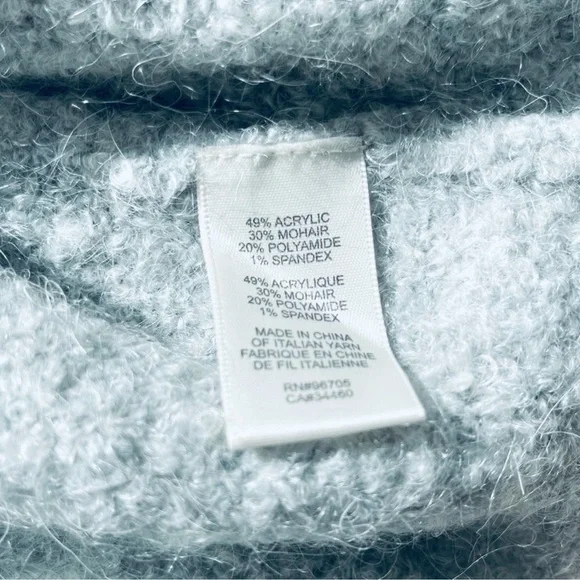 49% ACRYLIC
30% MOHAIR
20% POLYAMIDE
1% SPANDEX
49% ACRYLIQUE
30% MOHAIR
20% POLYAMIDE
1% SPANDEX
MADE IN CHINA
OF ITALIAN YARN
FABRIQUE EN CHINE
DE FIL ITALIENNE
RN#96705
CA#34460